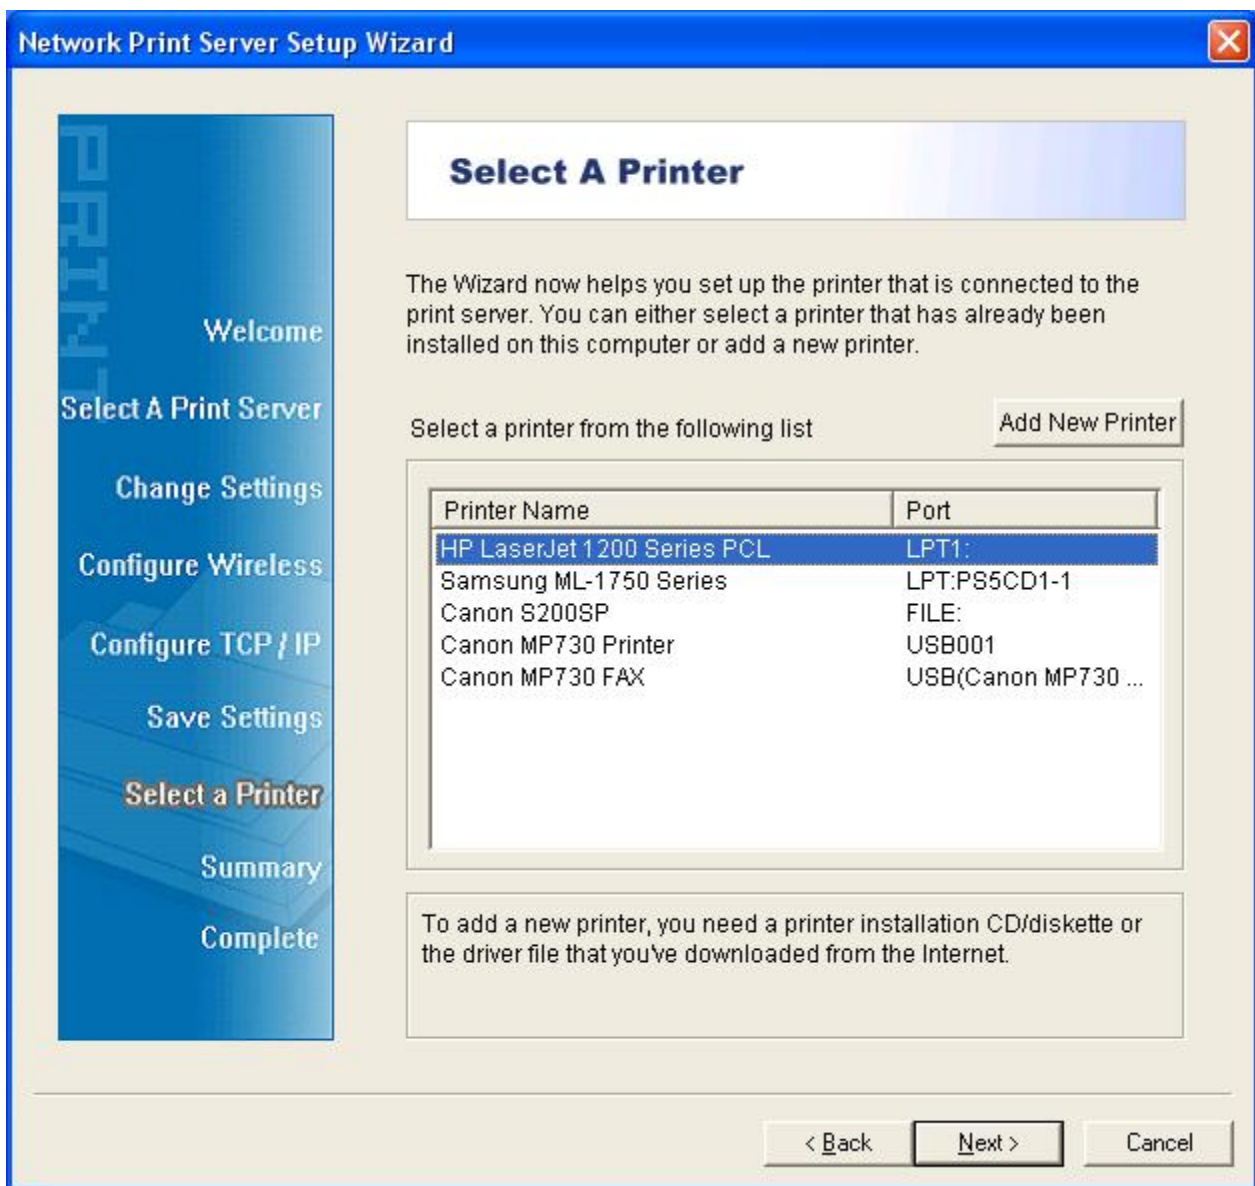 Network Print Server Setup Wizard
PRINT
Welcome
Select A Print Server
Change Settings
Configure Wireless
Configure TCP / IP
Save Settings
Select a Printer
Summary
Complete
Select A Printer
The Wizard now helps you set up the printer that is connected to the
print server. You can either select a printer that has already been
installed on this computer or add a new printer.
Select a printer from the following list
Add New Printer
Printer Name Port
HP LaserJet 1200 Series PCL LPT1:
Samsung ML-1750 Series LPT:PS5CD1-1
Canon S200SP FILE:
Canon MP730 Printer USB001
Canon MP730 FAX USB(Canon MP730 ...
To add a new printer, you need a printer installation CD/diskette or
the driver file that you've downloaded from the Internet.
< Back Next > Cancel